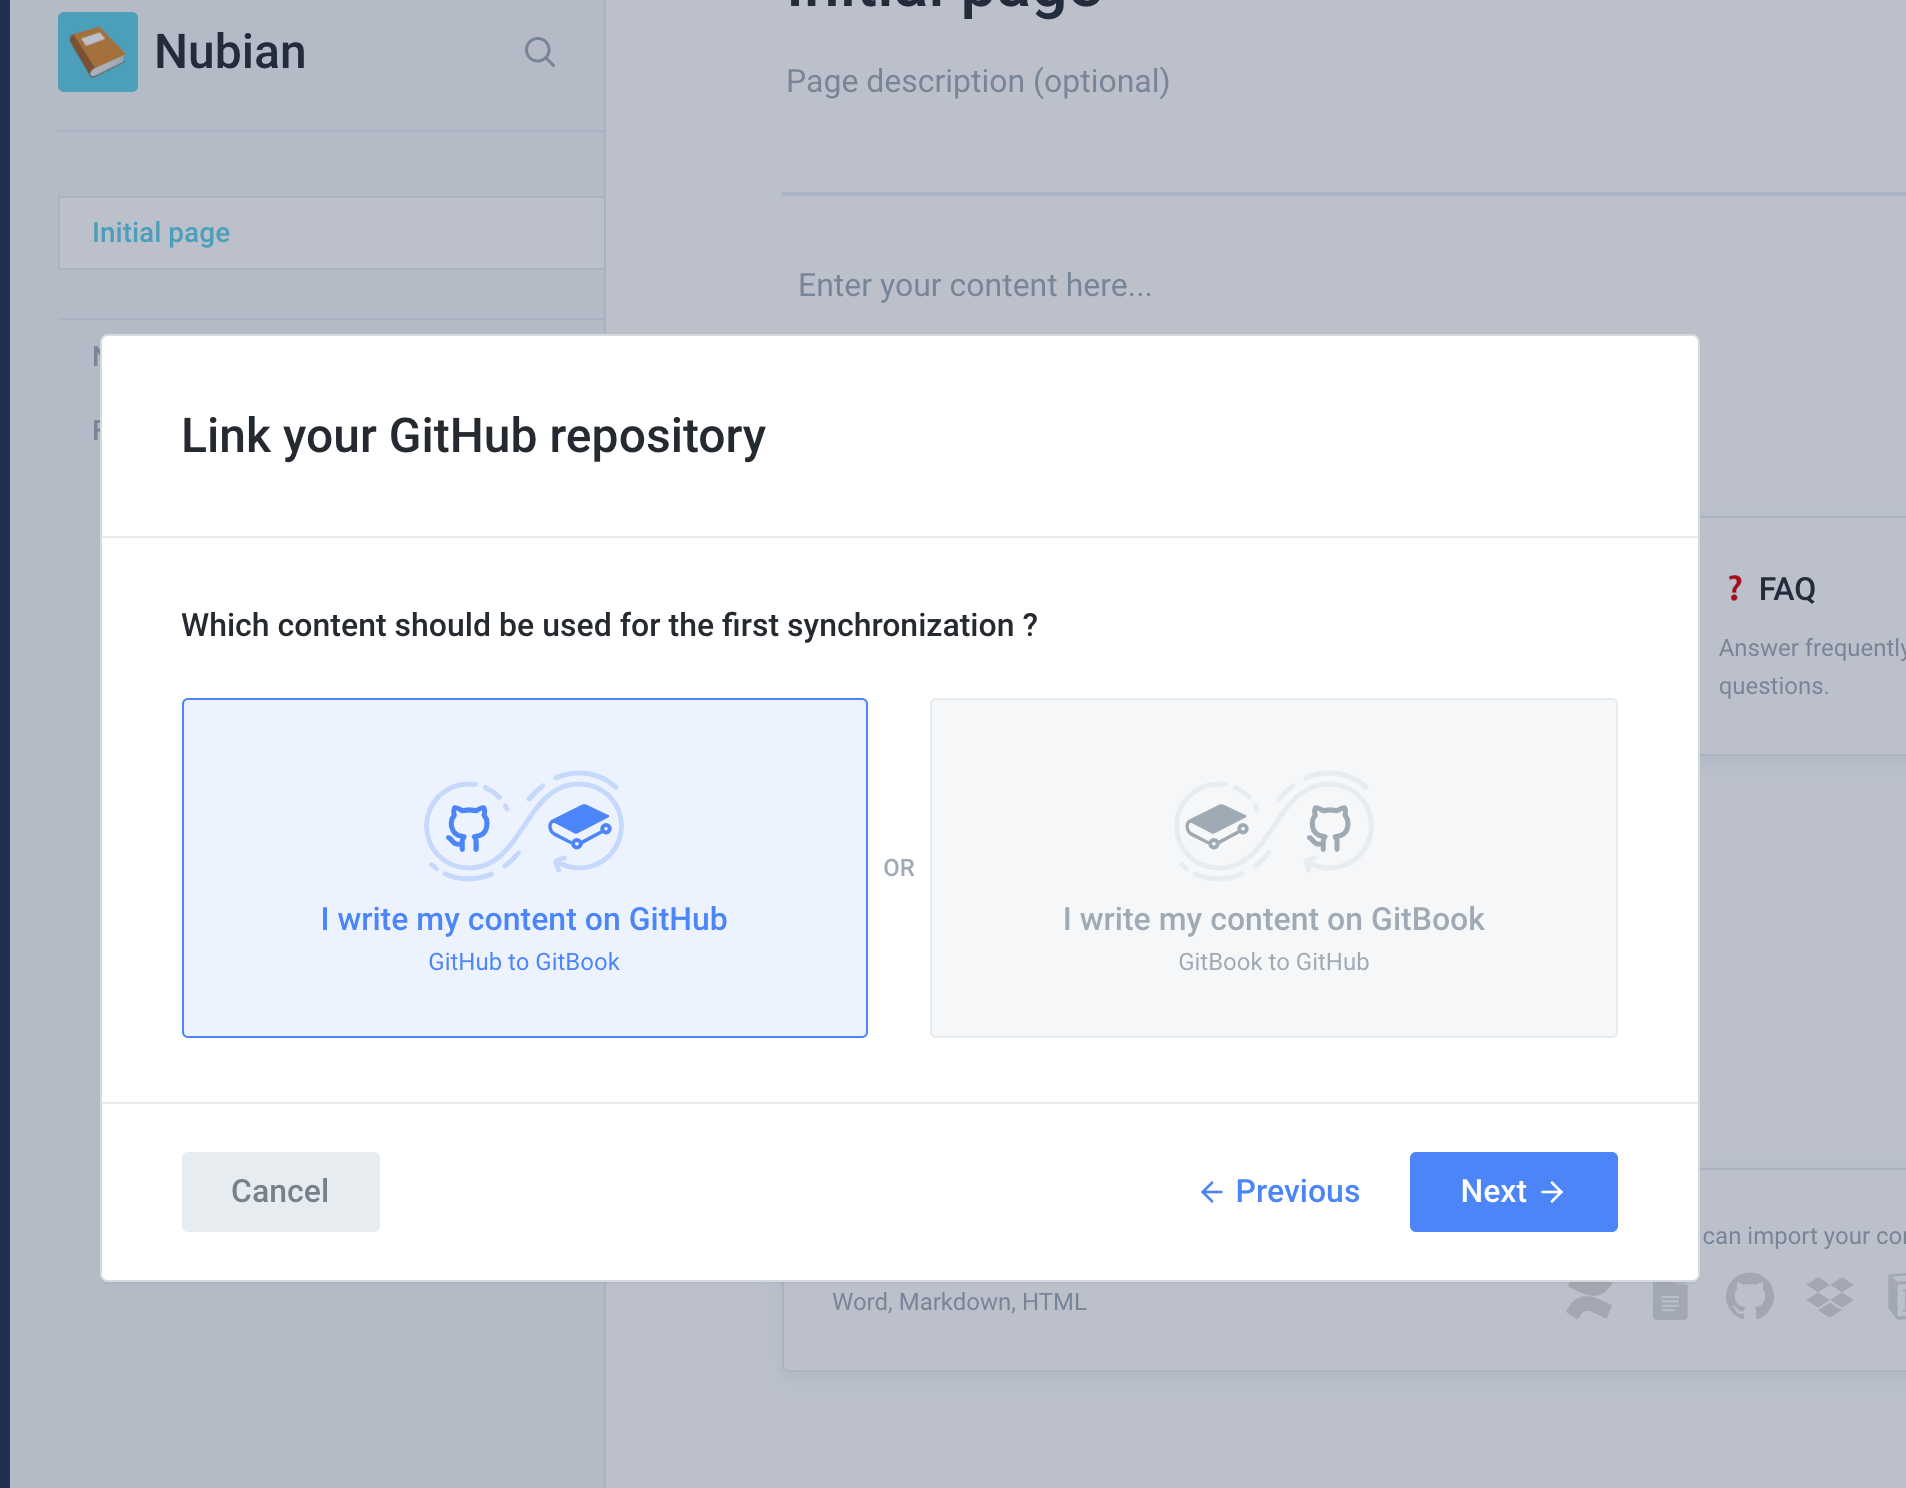 Nubian
Initial page
Page description (optional)
Initial page
Enter your content here...
Link your GitHub repository
? FAQ
Which content should be used for the first synchronization ?
Answer frequently
questions.
OR
I write my content on GitHub
GitHub to GitBook
I write my content on GitBook
GitBook to GitHub
Cancel
← Previous
Next →
can import your
Word, Markdown, HTML